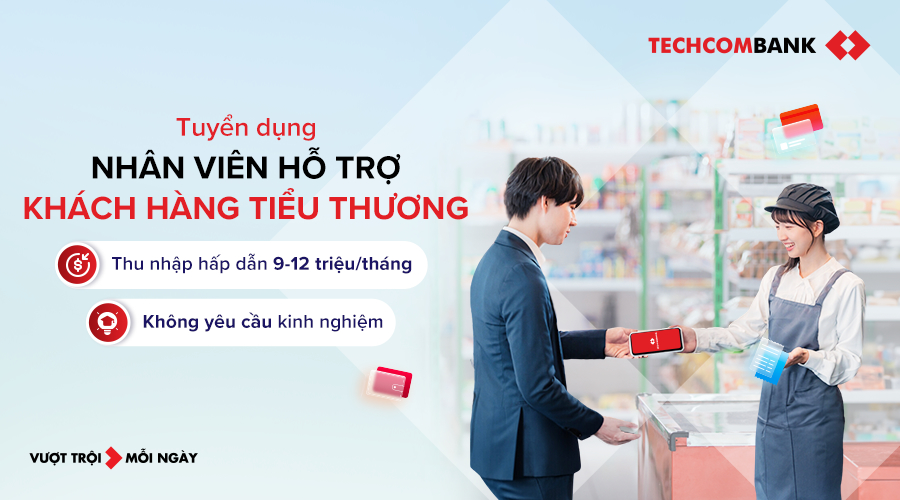 TECHCOMBANK
Tuyển dụng
NHÂN VIÊN HỖ TRỢ
KHÁCH HÀNG TIỂU THƯƠNG
Thu nhập hấp dẫn 9-12 triệu/tháng
Không yêu cầu kinh nghiệm
VƯỢT TRỘI MỖI NGÀY